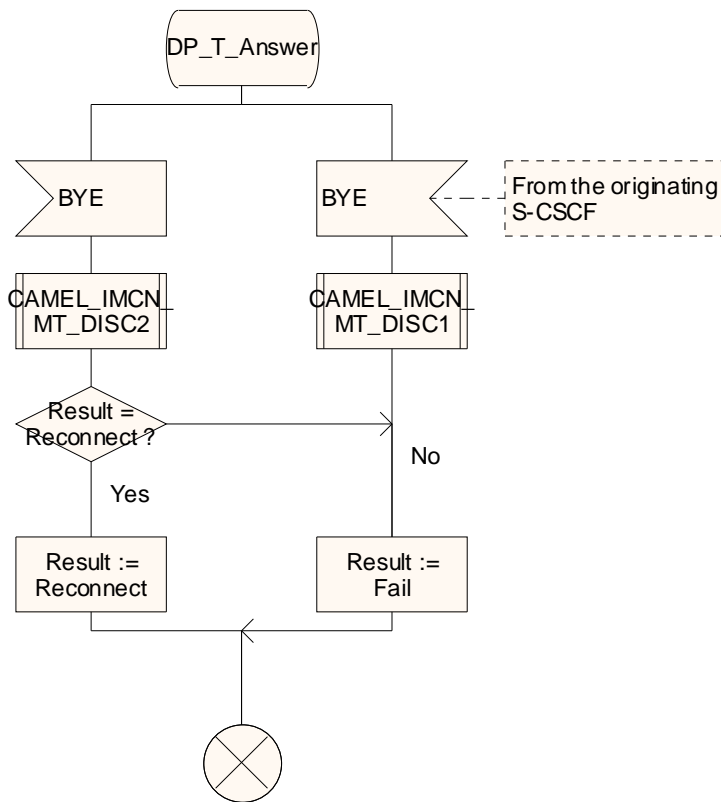 DP_T_Answer
BYE
BYE
From the originating
S-CSCF
CAMEL_IMCN_
MT_DISC2
CAMEL_IMCN_
MT_DISC1
Result =
Reconnect ?
No
Yes
Result :=
Reconnect
Result :=
Fail